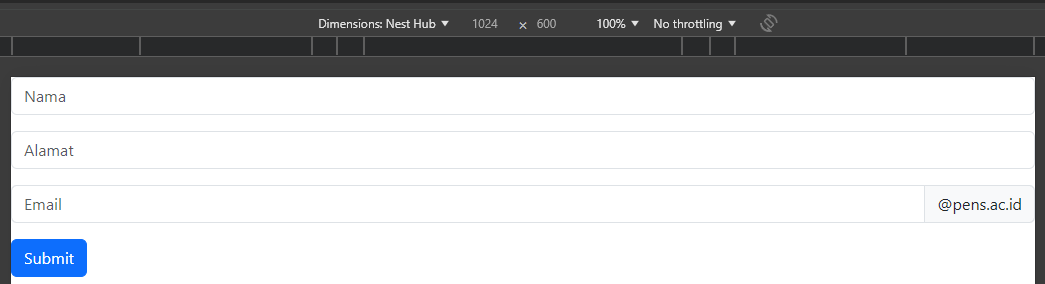 Dimensions: Nest Hub 1024 × 600 100% No throttling
Nama
Alamat
Email @pens.ac.id
Submit